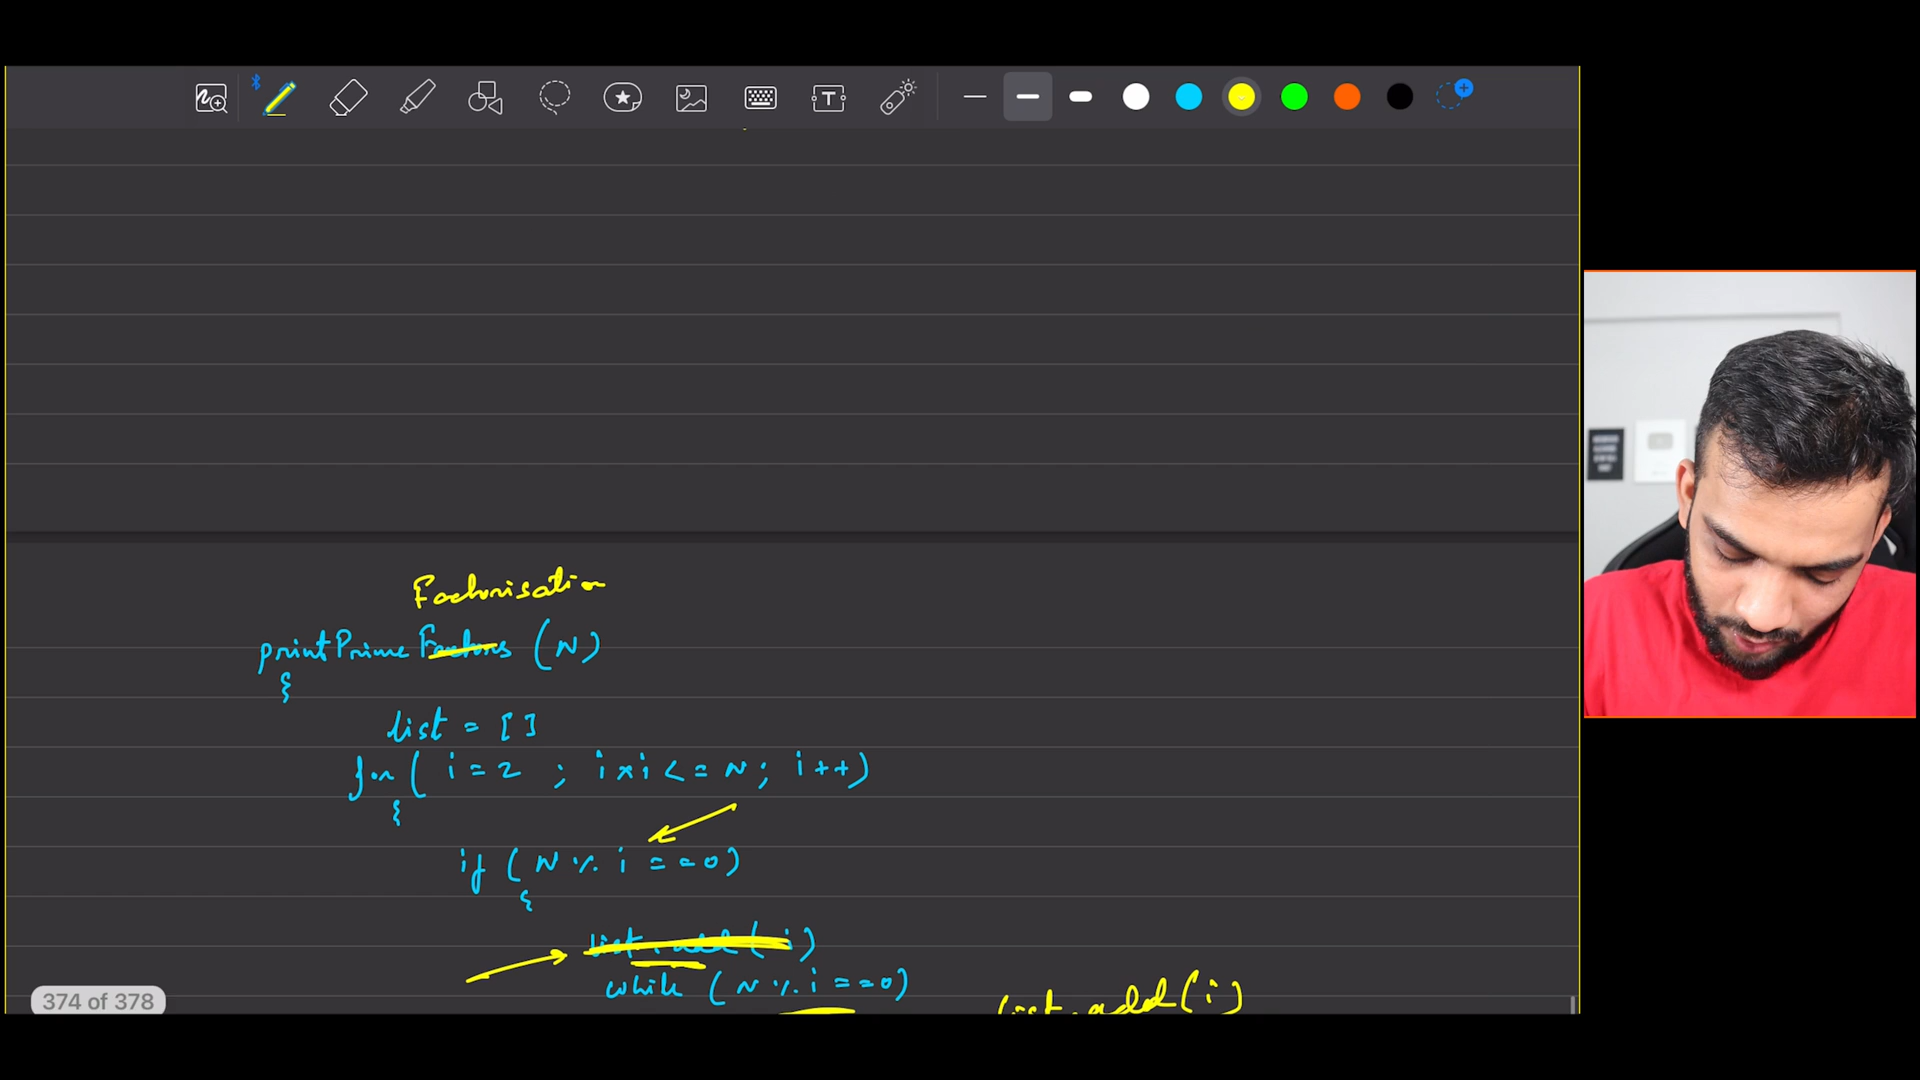 Factorisation
printPrime Factors (N)
{
list = []
for( i=2 ; i*i <= N; i++)
{
if (N % i ==0)
{
list.add(i)
while (N % i ==0)
list.add(i)
374 of 378
T